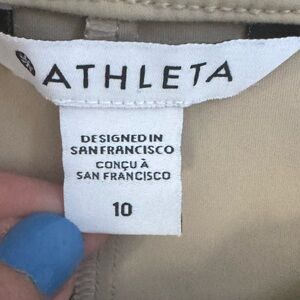 ATHLETA
DESIGNED IN
SAN FRANCISCO
CONÇU À
SAN FRANCISCO
10